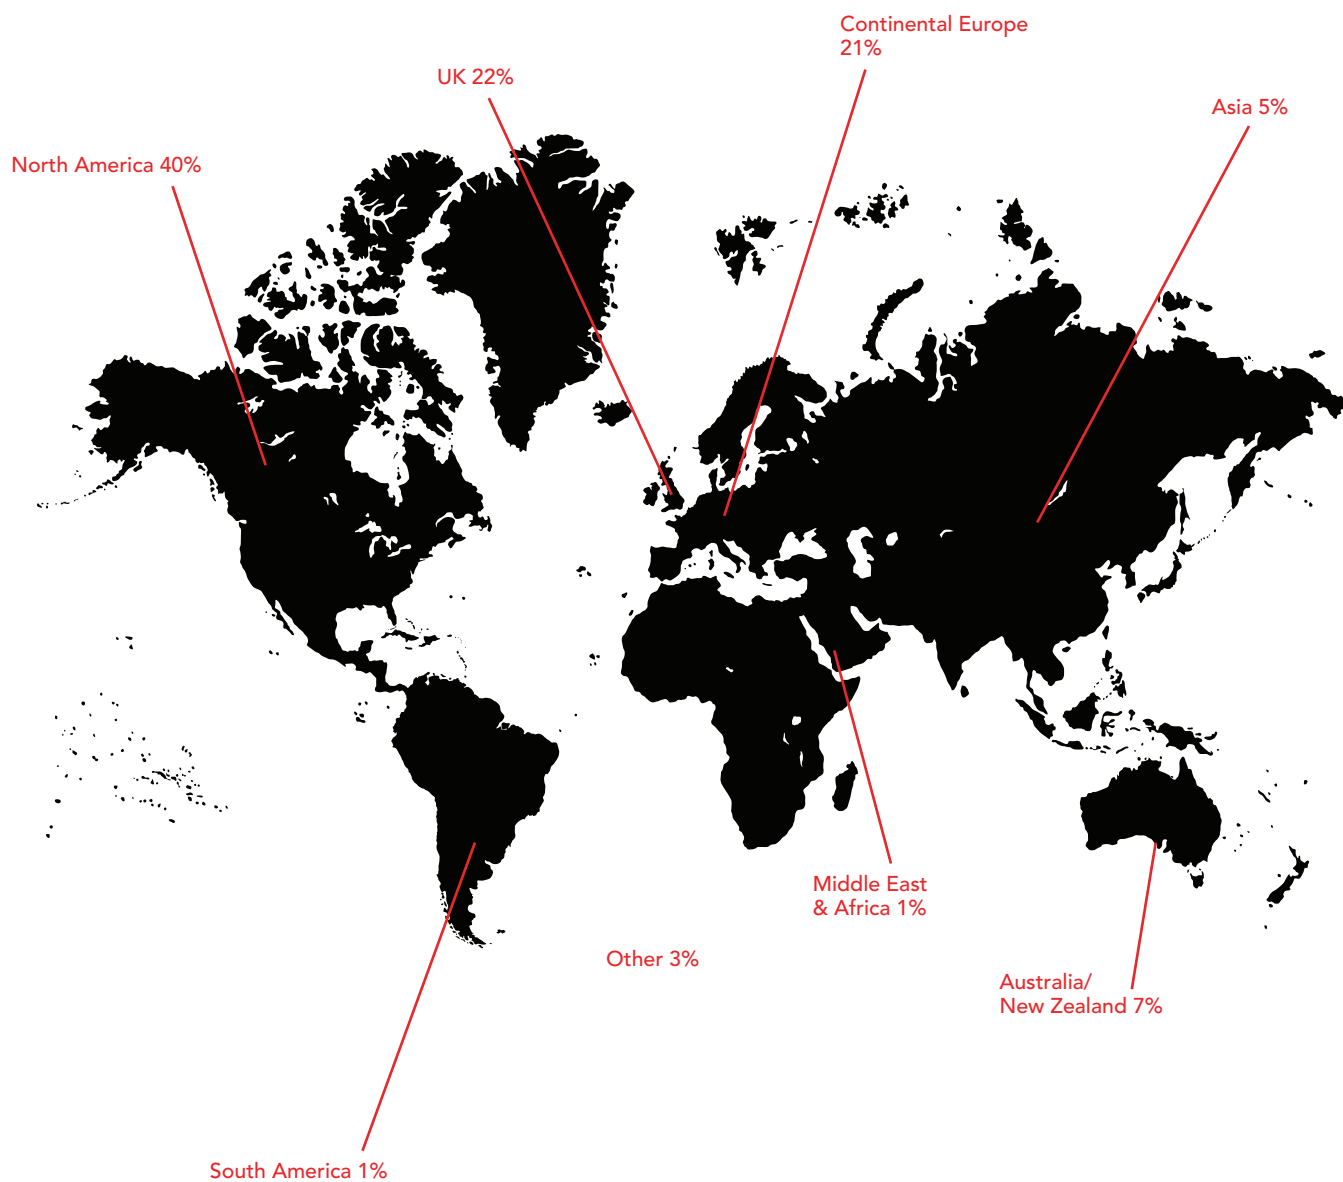 Continental Europe
21%
UK 22%
Asia 5%
North America 40%
Middle East
& Africa 1%
Other 3%
Australia/
New Zealand 7%
South America 1%